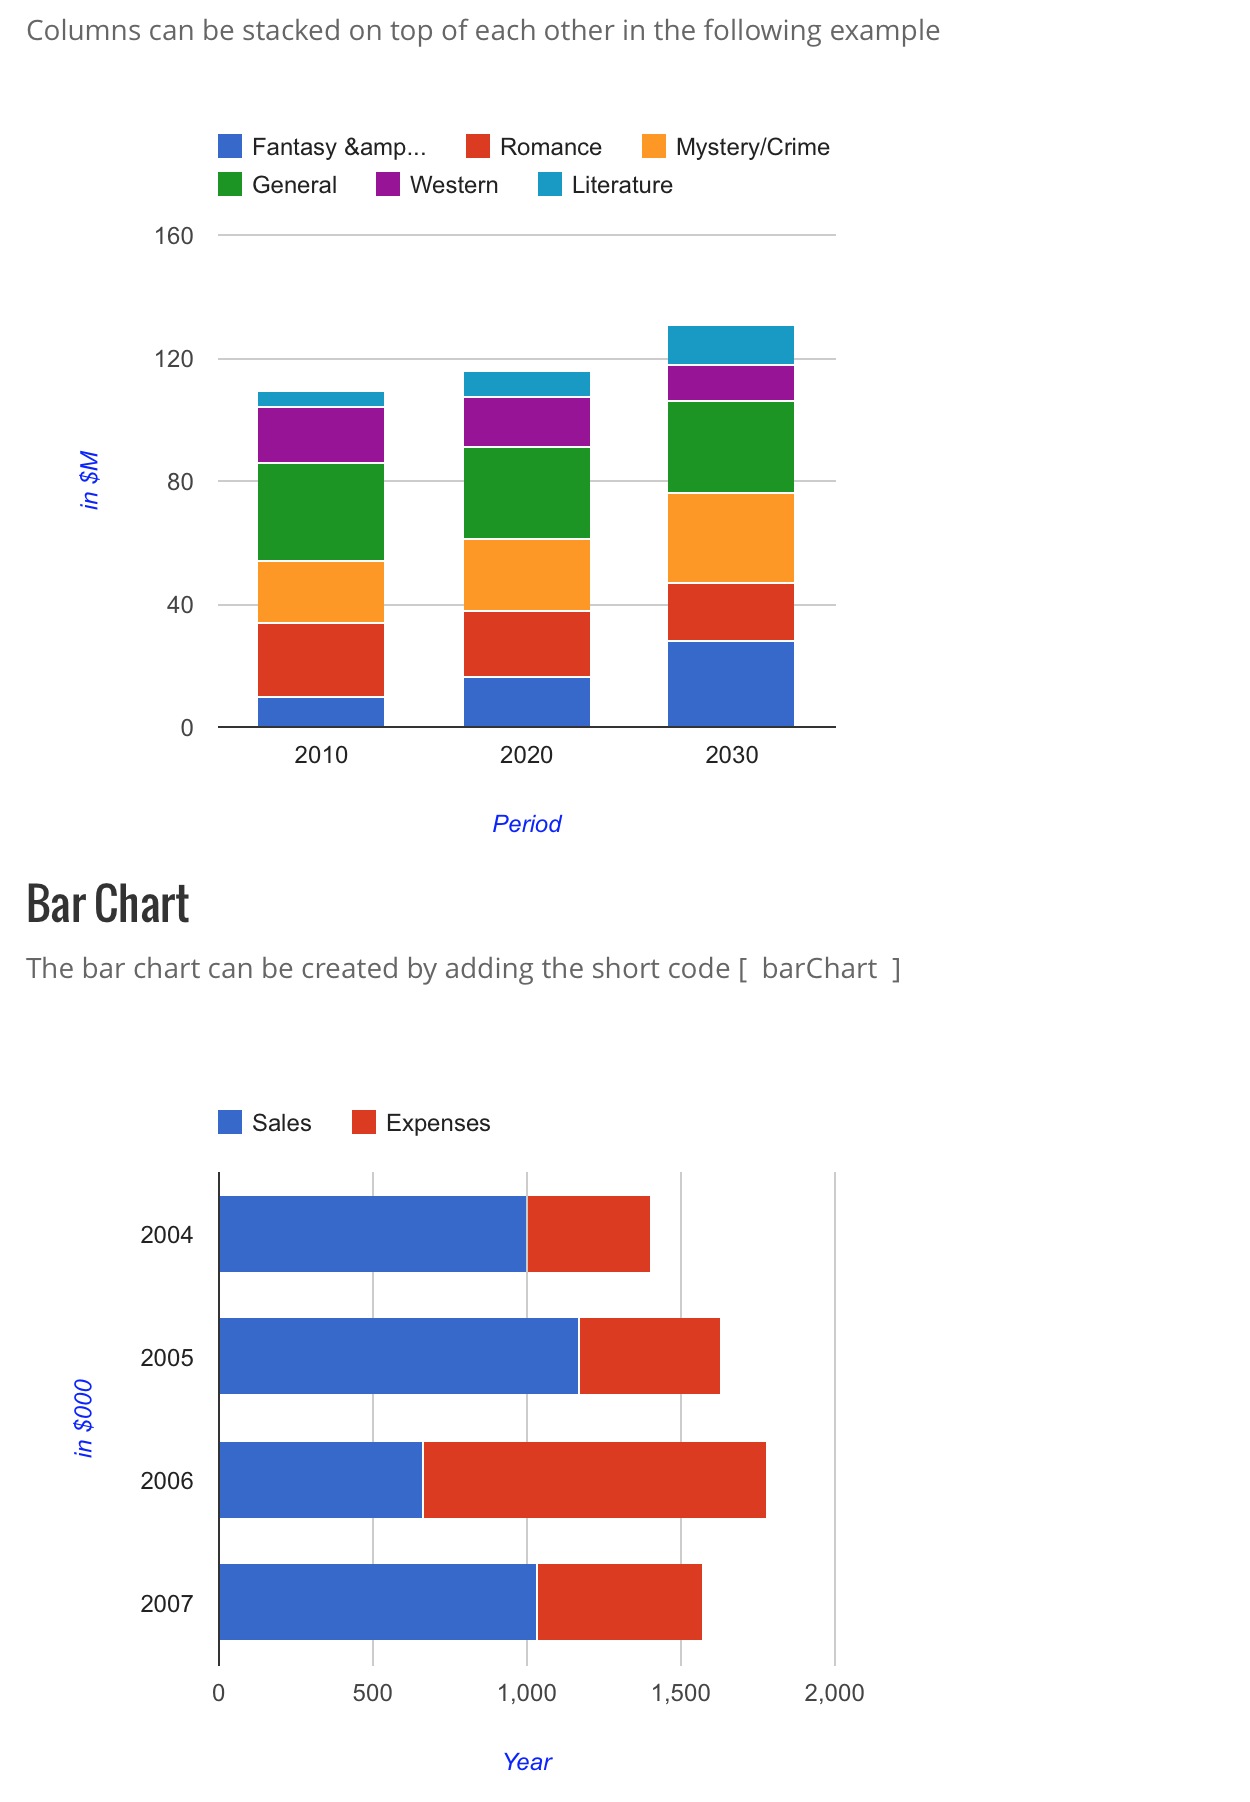 Columns can be stacked on top of each other in the following example
Fantasy &amp... Romance Mystery/Crime
General Western Literature
160
120
80
40
0
in $M
2010 2020 2030
Period
Bar Chart
The bar chart can be created by adding the short code [ barChart ]
Sales Expenses
2004
2005
2006
2007
in $000
0 500 1,000 1,500 2,000
Year